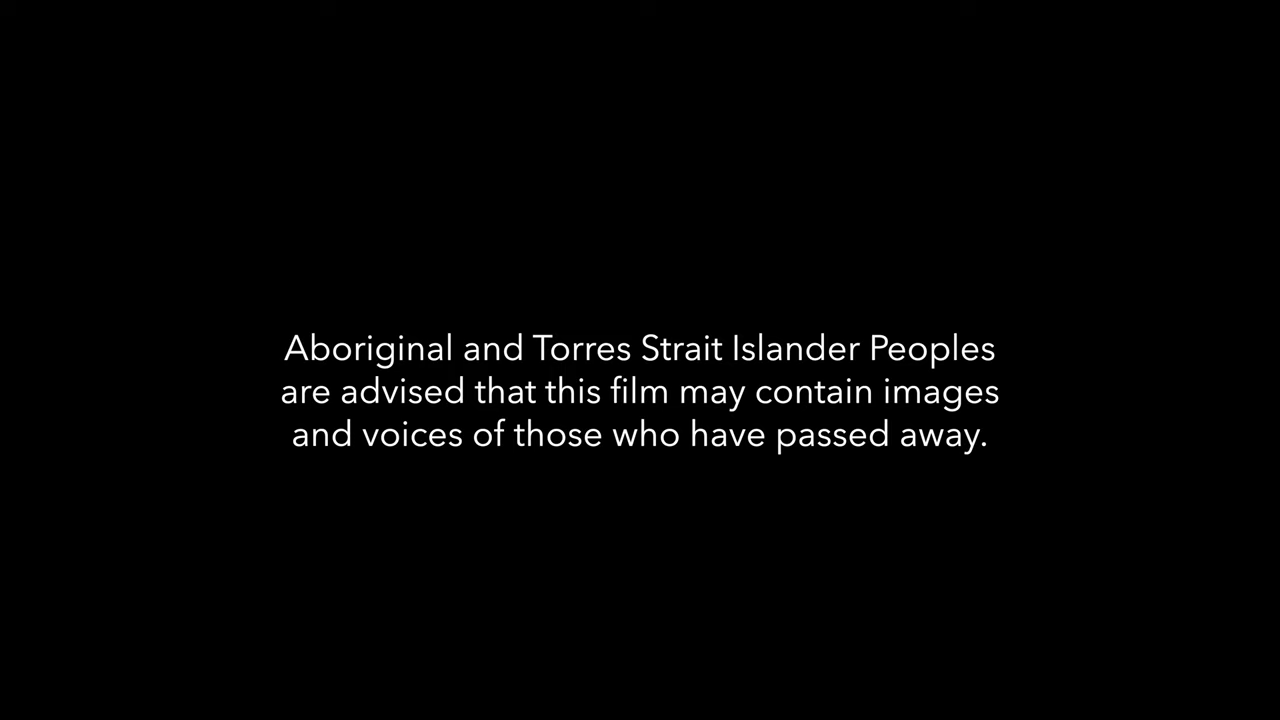 Aboriginal and Torres Strait Islander Peoples
are advised that this film may contain images
and voices of those who have passed away.